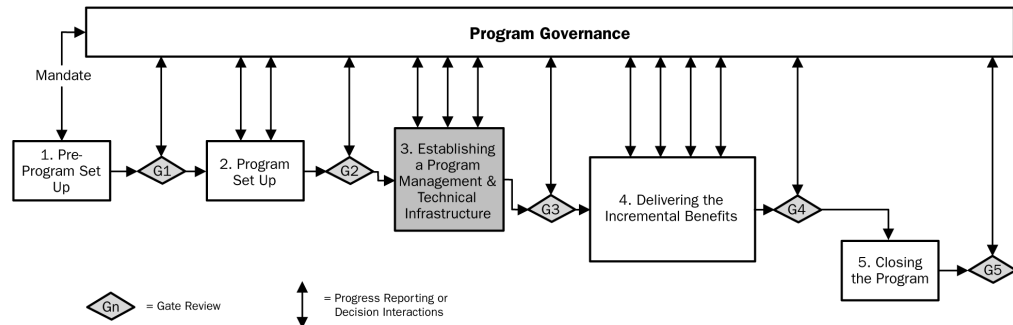 Program Governance
Mandate
1. Pre-
Program Set
Up
G1
2. Program
Set Up
G2
3. Establishing
a Program
Management &
Technical
Infrastructure
G3
4. Delivering the
Incremental Benefits
G4
5. Closing
the Program
G5
Gn
= Gate Review
= Progress Reporting or
Decision Interactions